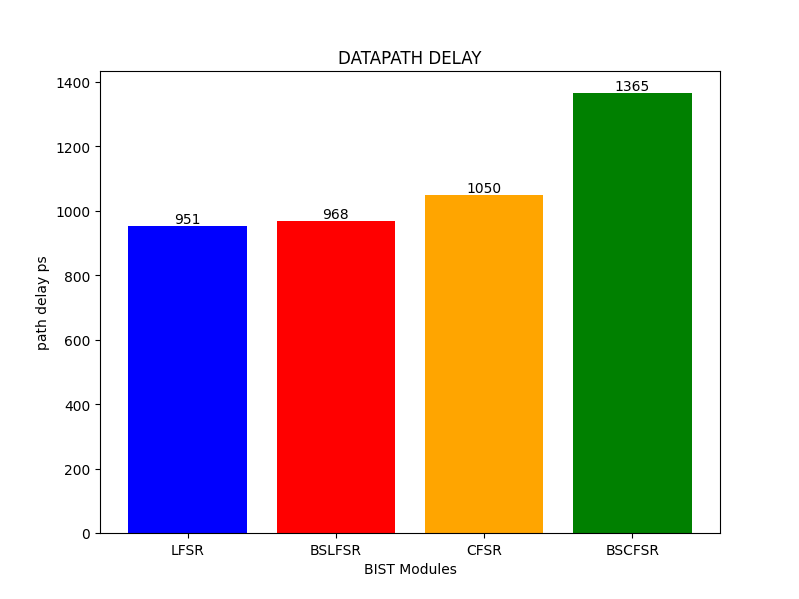 DATAPATH DELAY
1400
1200
1000
800
600
400
200
0
path delay ps
951
968
1050
1365
LFSR
BSLFSR
CFSR
BSCFSR
BIST Modules